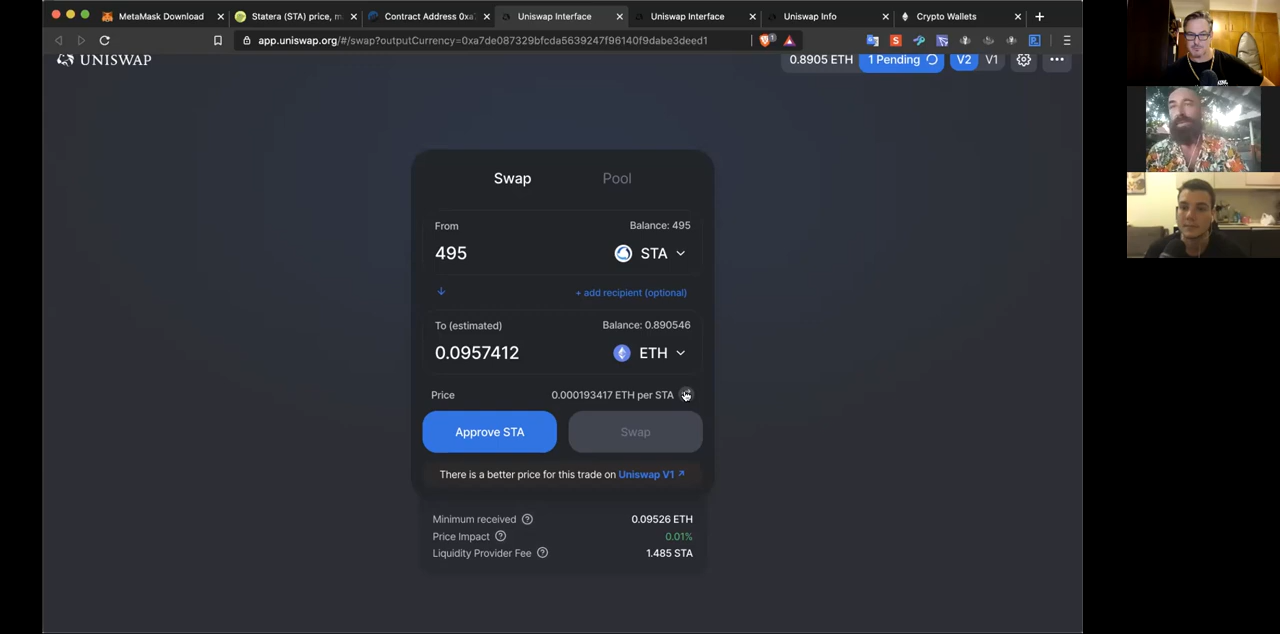 MetaMask Download
Statera (STA) price, m
Contract Address 0xa
Uniswap Interface
Uniswap Interface
Uniswap Info
Crypto Wallets
app.uniswap.org/#/swap?outputCurrency=0xa7de087329bfcda5639247f96140f9dabe3deed1
UNISWAP
0.8905 ETH
1 Pending
V2
V1
Swap
Pool
From
Balance: 495
495
STA
+ add recipient (optional)
To (estimated)
Balance: 0.890546
0.0957412
ETH
Price
0.000193417 ETH per STA
Approve STA
Swap
There is a better price for this trade on Uniswap V1 ↗
Minimum received
0.09526 ETH
Price Impact
0.01%
Liquidity Provider Fee
1.485 STA